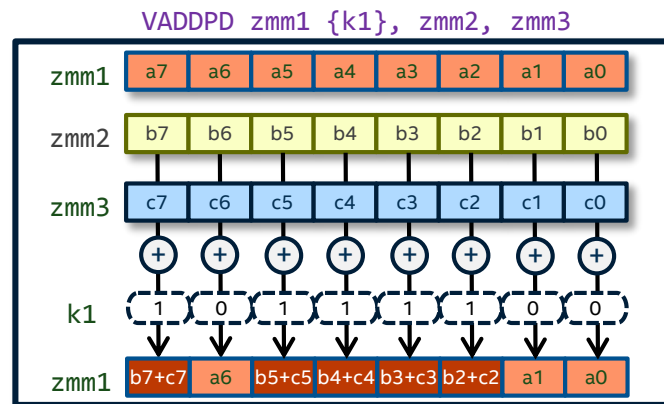 VADDPD zmm1 {k1}, zmm2, zmm3
zmm1 a7 a6 a5 a4 a3 a2 a1 a0
zmm2 b7 b6 b5 b4 b3 b2 b1 b0
zmm3 c7 c6 c5 c4 c3 c2 c1 c0
+ + + + + + + +
k1 1 0 1 1 1 1 0 0
zmm1 b7+c7 a6 b5+c5 b4+c4 b3+c3 b2+c2 a1 a0